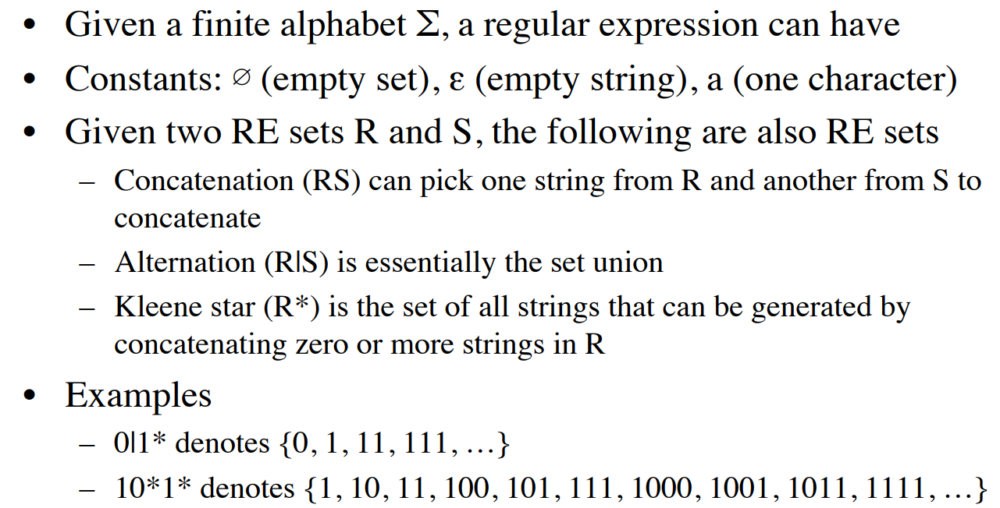 • Given a finite alphabet Σ, a regular expression can have
• Constants: ∅ (empty set), ε (empty string), a (one character)
• Given two RE sets R and S, the following are also RE sets
– Concatenation (RS) can pick one string from R and another from S to
concatenate
– Alternation (R|S) is essentially the set union
– Kleene star (R*) is the set of all strings that can be generated by
concatenating zero or more strings in R
• Examples
– 0|1* denotes {0, 1, 11, 111, …}
– 10*1* denotes {1, 10, 11, 100, 101, 111, 1000, 1001, 1011, 1111, …}